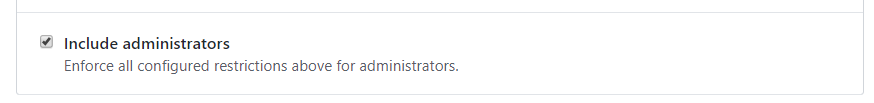 Include administrators
Enforce all configured restrictions above for administrators.